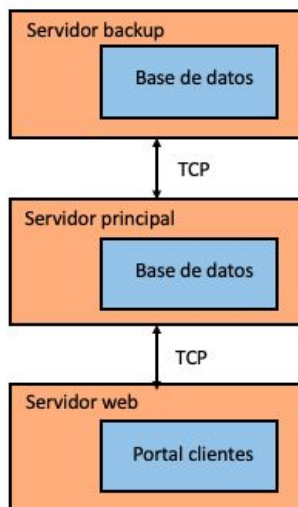 Servidor backup
Base de datos
TCP
Servidor principal
Base de datos
TCP
Servidor web
Portal clientes